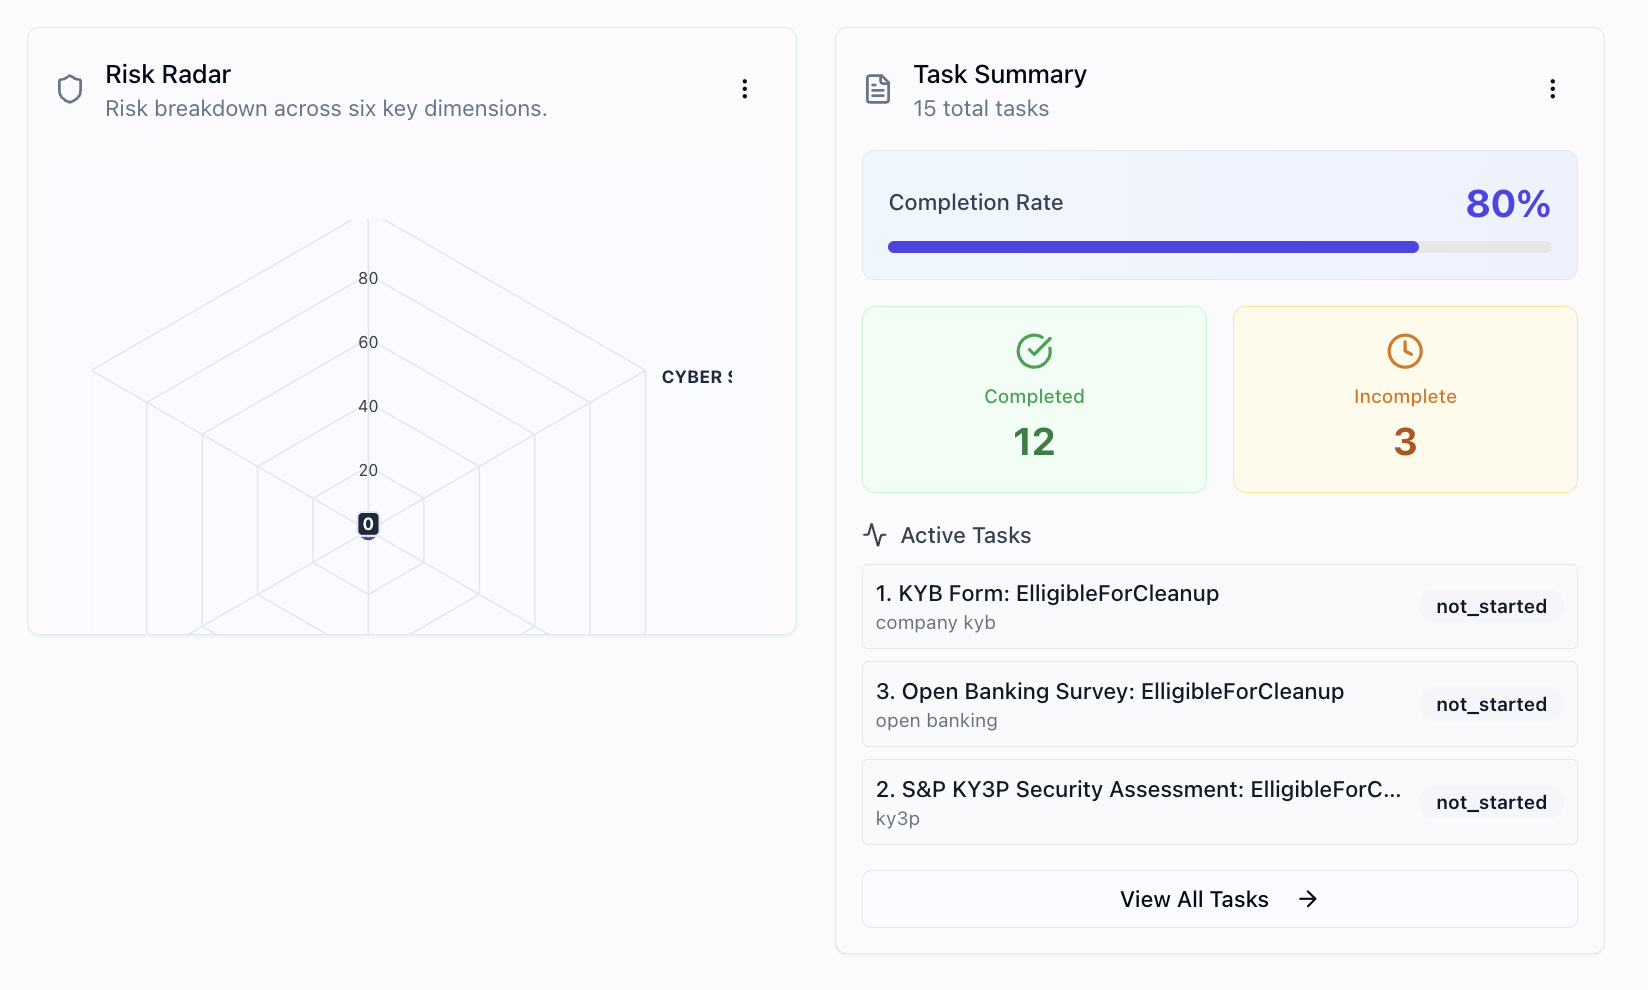 Risk Radar
Risk breakdown across six key dimensions.
80
60
CYBER
40
20
0
Task Summary
15 total tasks
Completion Rate
80%
Completed
12
Incomplete
3
Active Tasks
1. KYB Form: ElligibleForCleanup
company kyb
not_started
3. Open Banking Survey: ElligibleForCleanup
open banking
not_started
2. S&P KY3P Security Assessment: ElligibleForC...
ky3p
not_started
View All Tasks